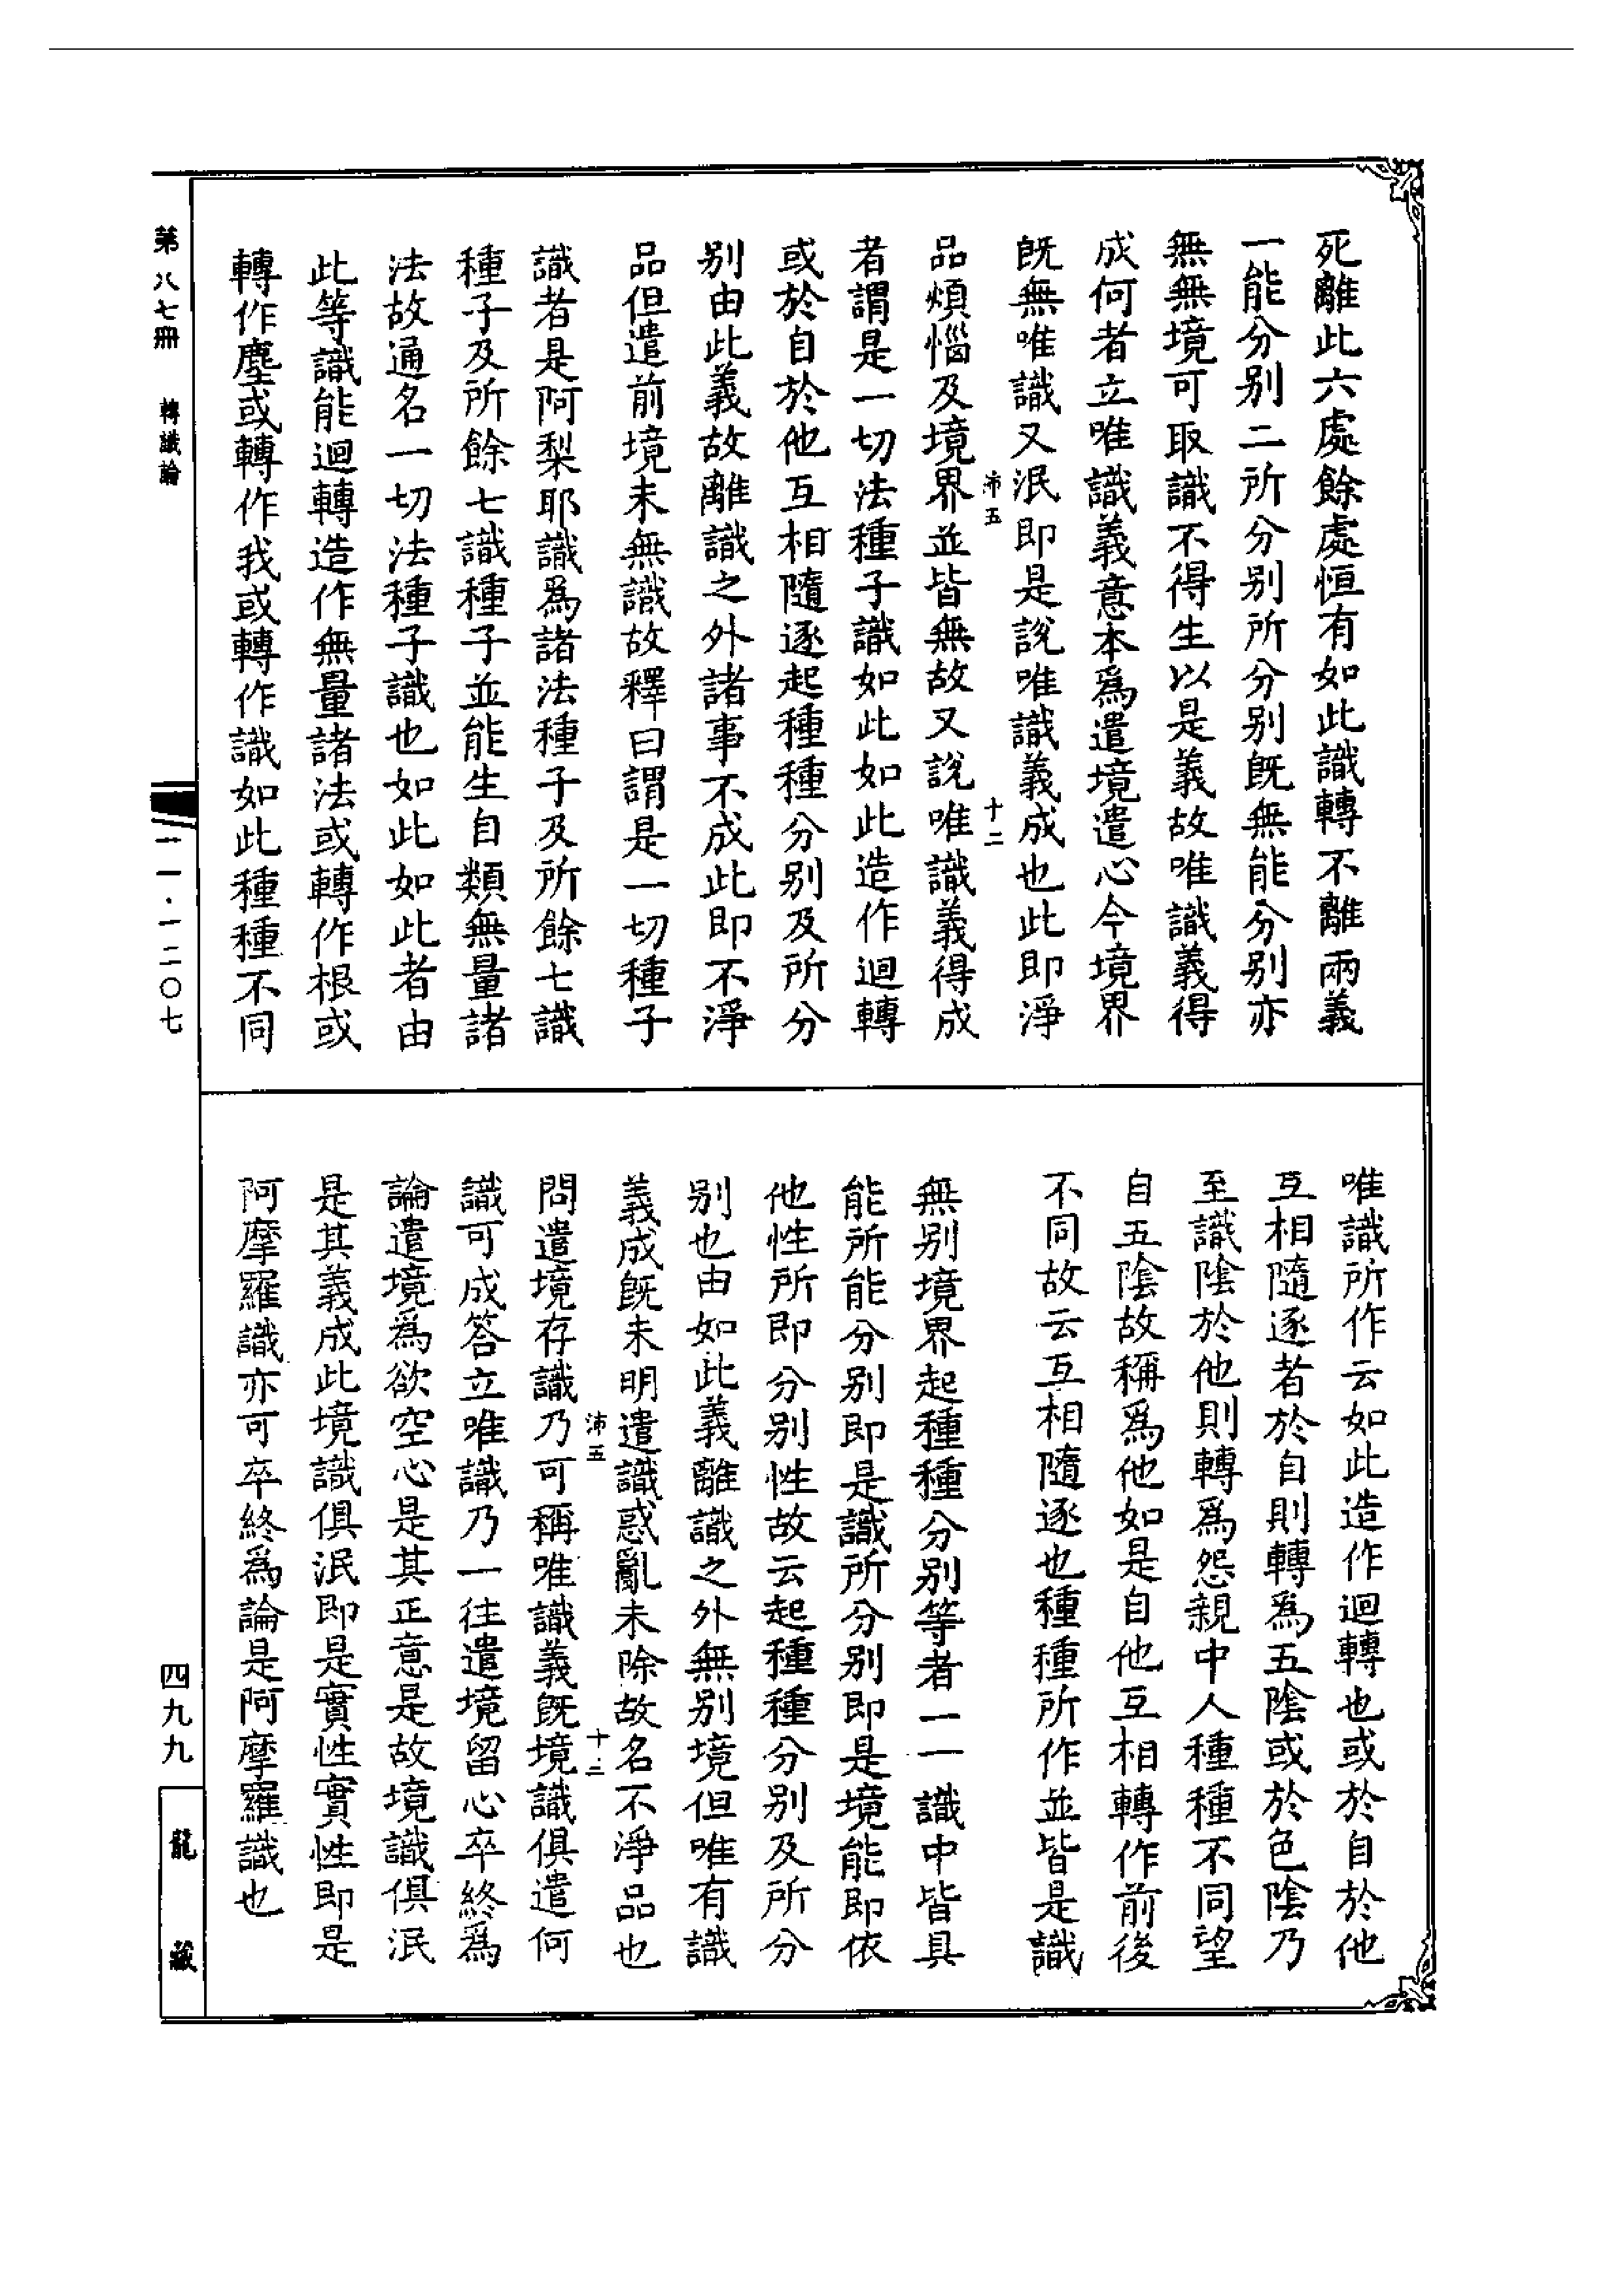 死離此六處餘處恒有如此識轉不離兩義
一能分别二所分别所分别既無能分别亦
無無境可取識不得生以是義故唯識義得
成何者立唯識義意本爲遣境遣心今境界
既無唯識又泯即是說唯識義成也此即淨
沛五
十二
品煩惱及境界並皆無故又說唯識義得成
者謂是一切法種子識如此如此造作迴轉
或於自於他互相隨逐起種種分别及所分
别由此義故離識之外諸事不成此即不淨
品但遣前境未無識故釋曰謂是一切種子
識者是阿梨耶識爲諸法種子及所餘七識
種子及所餘七識種子並能生自類無量諸
法故通名一切法種子識也如此如此者由
此等識能迴轉造作無量諸法或轉作根或
轉作塵或轉作我或轉作識如此種種不同
唯識所作云如此造作迴轉也或於自於他
互相隨逐者於自則轉爲五陰或於色陰乃
至識陰於他則轉爲怨親中人種種不同望
自五陰故稱爲他如是自他互相轉作前後
不同故云互相隨逐也種種所作並皆是識
無别境界起種種分别等者一一識中皆具
能所能分别即是識所分别即是境能即依
他性所即分别性故云起種種分别及所分
别也由如此義離識之外無别境但唯有識
義成既未明遣識惑亂未除故名不淨品也
沛五
十二
問遣境存識乃可稱唯識義既境識俱遣何
識可成答立唯識乃一往遣境留心卒終爲
論遣境爲欲空心是其正意是故境識俱泯
是其義成此境識俱泯即是實性實性即是
阿摩羅識亦可卒終爲論是阿摩羅識也
第八七冊
轉識論
一一·一二〇七
四九九
龍藏